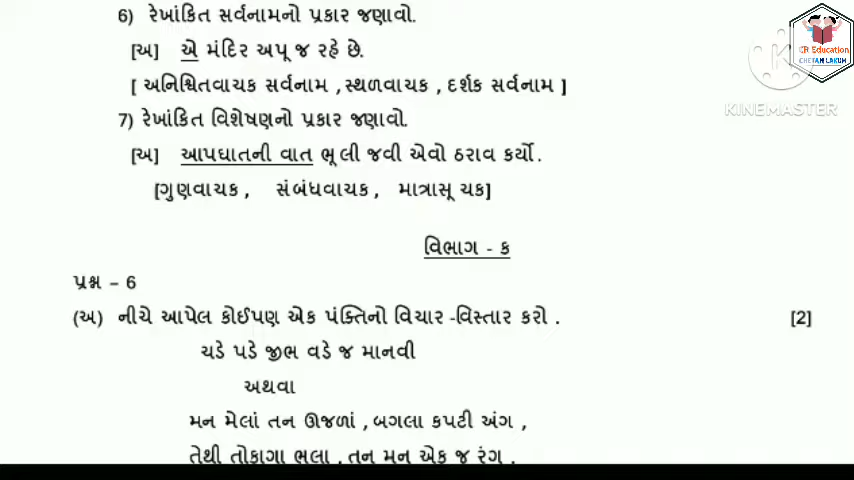 6) રેખાંકિત સર્વનામનો પ્રકાર જણાવો.
[અ] એ મંદિર અપૂ જ રહે છે.
[ અનિશ્ચિતવાચક સર્વનામ , સ્થળવાચક , દર્શક સર્વનામ ]
7) રેખાંકિત વિશેષણનો પ્રકાર જણાવો.
[અ] આપઘાતની વાત ભૂલી જવી એવો ઠરાવ કર્યો .
[ગુણવાચક , સંબંધવાચક , માત્રાસૂ ચક]
વિભાગ - ક
પ્રશ્ન – 6
(અ) નીચે આપેલ કોઈપણ એક પંક્તિનો વિચાર -વિસ્તાર કરો . [2]
ચડે પડે જીભ વડે જ માનવી
અથવા
મન મેલાં તન ઊજળાં , બગલા કપટી અંગ ,
તેથી તોકાગા ભલા , તન મન એક જ રંગ .
CR Education
CHETAN LAKUM
KINEMASTER